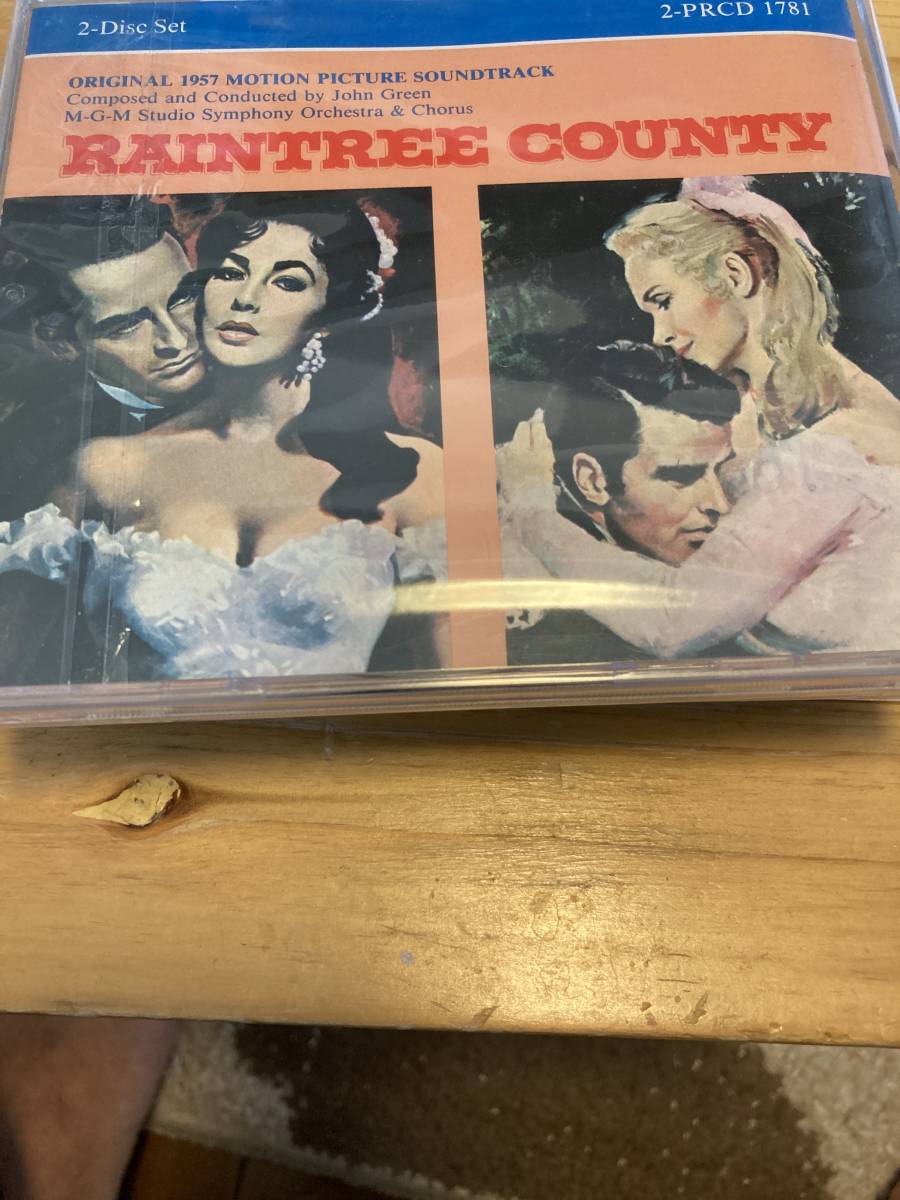 2-Disc Set
2-PRCD 1781
ORIGINAL 1957 MOTION PICTURE SOUNDTRACK
Composed and Conducted by John Green
M-G-M Studio Symphony Orchestra & Chorus
RAINTREE COUNTY